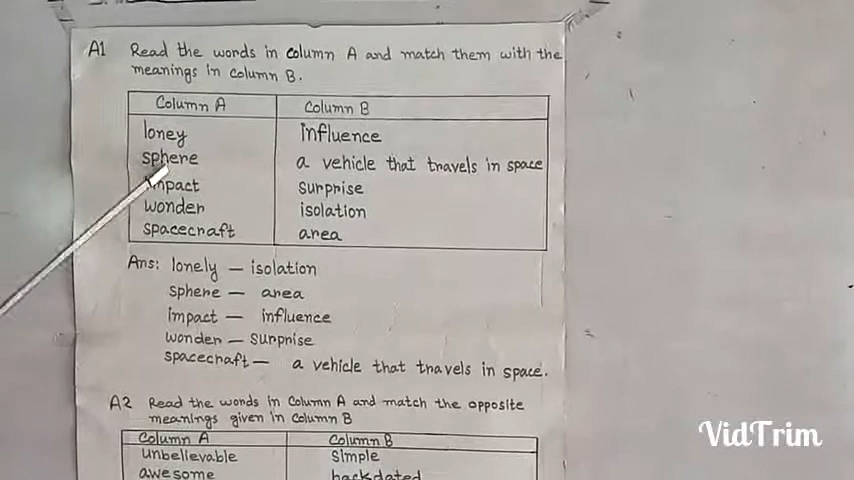 A1 Read the words in column A and match them with the
meanings in column B.
Column A Column B
loney influence
sphere a vehicle that travels in space
impact surprise
wonder isolation
spacecraft area
Ans: lonely – isolation
sphere – area
impact – influence
wonder – surprise
spacecraft – a vehicle that travels in space.
A2 Read the words in Column A and match the opposite
meanings given in Column B
Column A Column B
unbelievable simple
awesome backdated
VidTrim